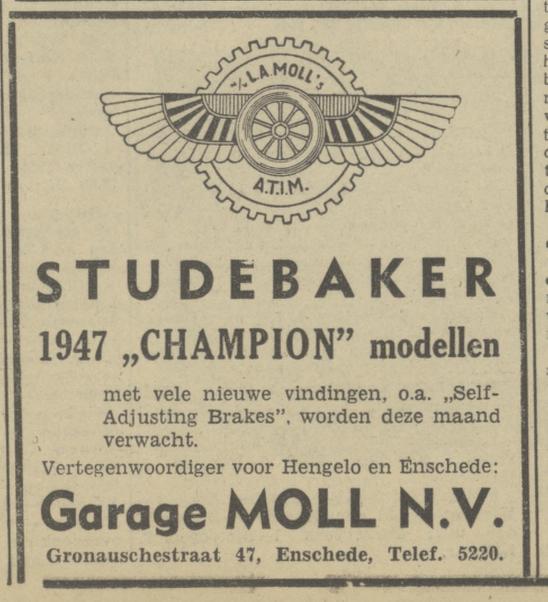 N/V L.A. MOLL's
A.T.I.M.
STUDEBAKER
1947 „CHAMPION” modellen
met vele nieuwe vindingen, o.a. „Self-
Adjusting Brakes”, worden deze maand
verwacht.
Vertegenwoordiger voor Hengelo en Enschede:
Garage MOLL N.V.
Gronauschestraat 47, Enschede, Telef. 5220.